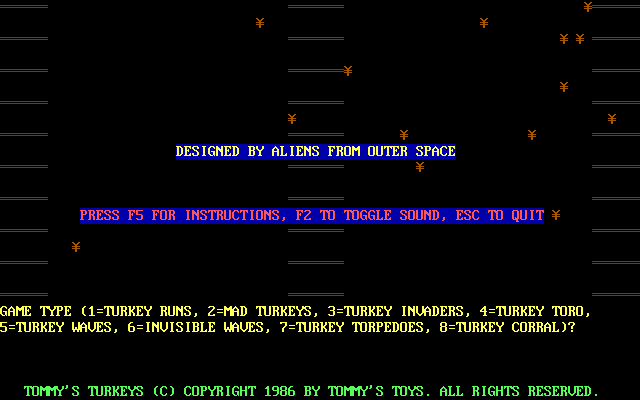 DESIGNED BY ALIENS FROM OUTER SPACE
PRESS F5 FOR INSTRUCTIONS, F2 TO TOGGLE SOUND, ESC TO QUIT
GAME TYPE (1=TURKEY RUNS, 2=MAD TURKEYS, 3=TURKEY INVADERS, 4=TURKEY TORO,
5=TURKEY WAVES, 6=INVISIBLE WAVES, 7=TURKEY TORPEDOES, 8=TURKEY CORRAL)?
TOMMY'S TURKEYS (C) COPYRIGHT 1986 BY TOMMY'S TOYS. ALL RIGHTS RESERVED.